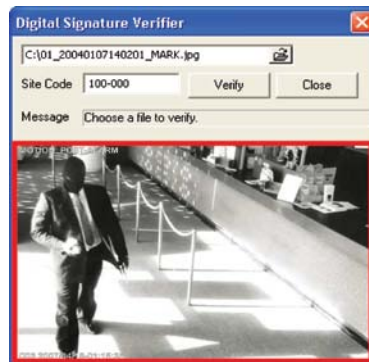 Digital Signature Verifier
C:\01_20040107140201_MARK.jpg
Site Code 100-000 Verify Close
Message Choose a file to verify.